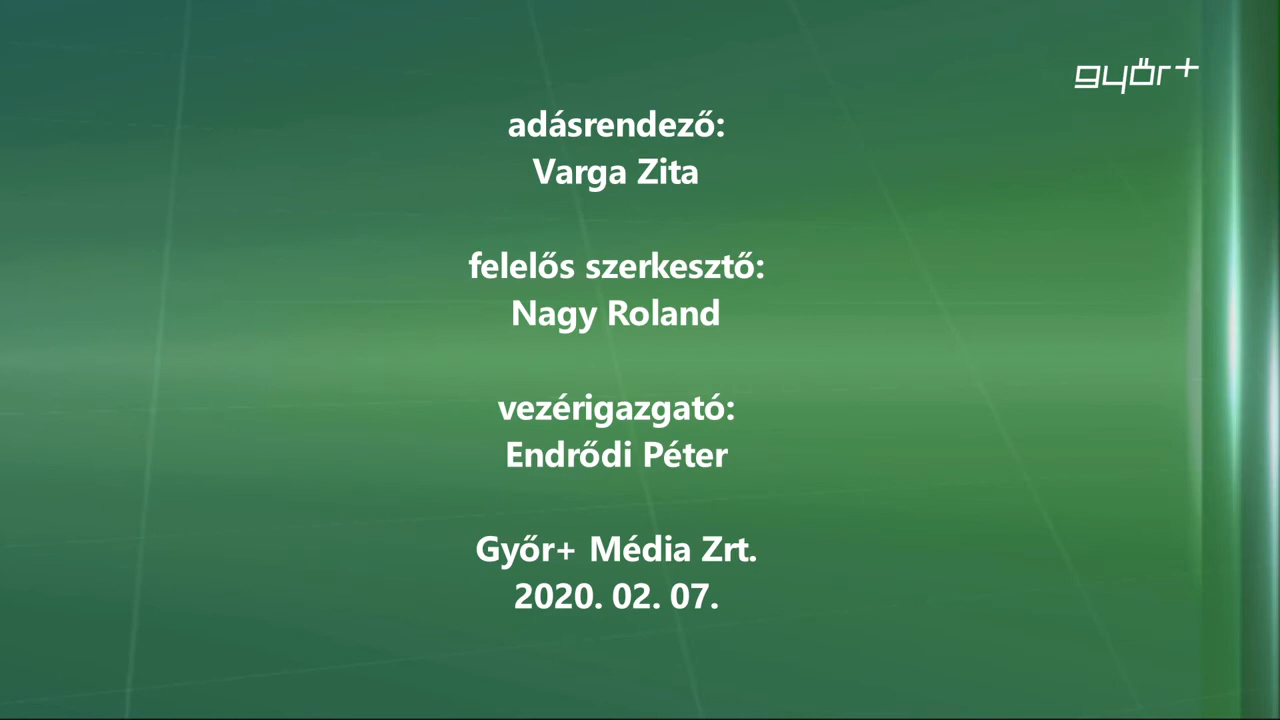 győr+
adásrendező:
Varga Zita
felelős szerkesztő:
Nagy Roland
vezérigazgató:
Endrődi Péter
Győr+ Média Zrt.
2020. 02. 07.